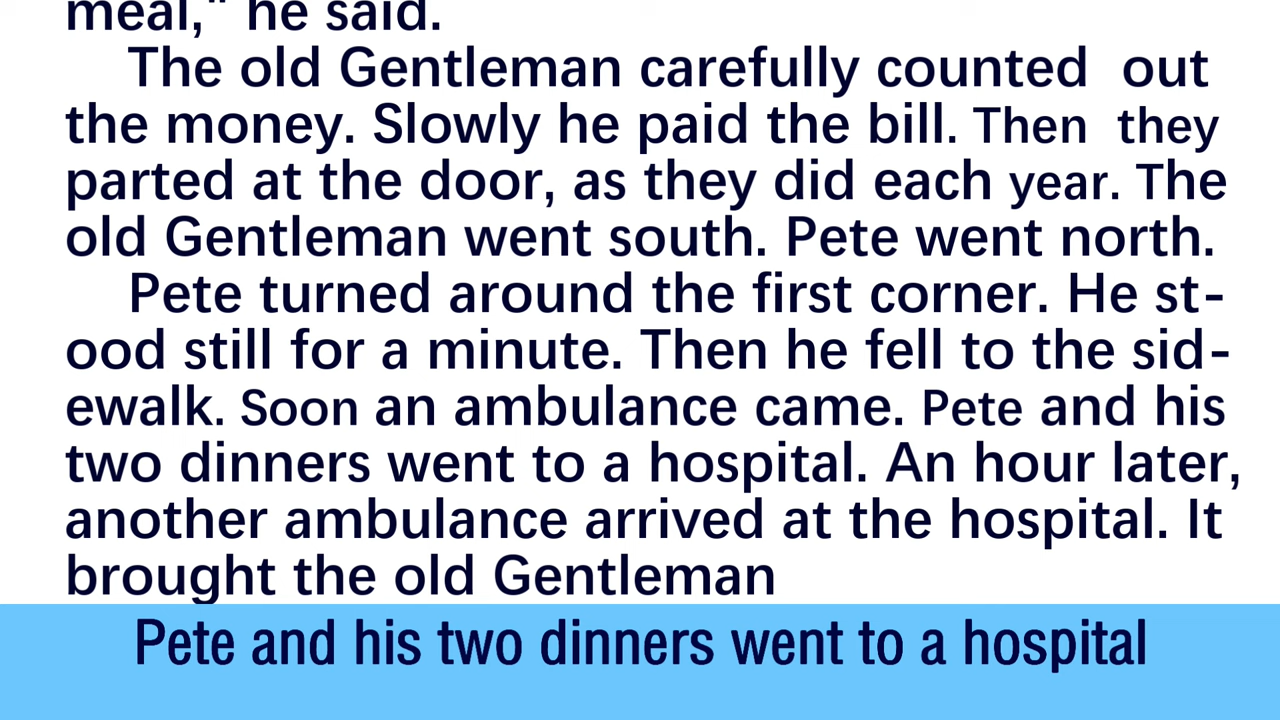 meal," he said.
The old Gentleman carefully counted out
the money. Slowly he paid the bill. Then they
parted at the door, as they did each year. The
old Gentleman went south. Pete went north.
Pete turned around the first corner. He st-
ood still for a minute. Then he fell to the sid-
ewalk. Soon an ambulance came. Pete and his
two dinners went to a hospital. An hour later,
another ambulance arrived at the hospital. It
brought the old Gentleman
Pete and his two dinners went to a hospital